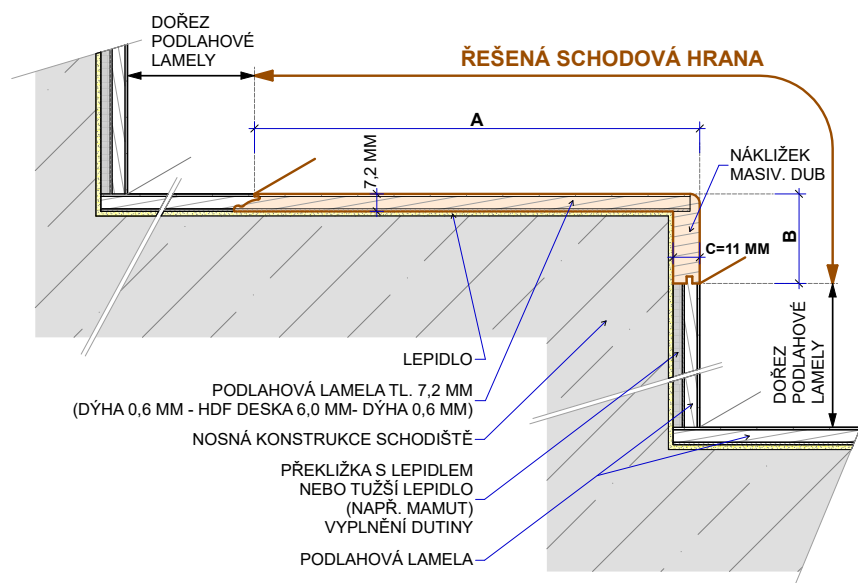 DOŘEZ
PODLAHOVÉ
LAMELY
ŘEŠENÁ SCHODOVÁ HRANA
A
7,2 MM
NÁKLIŽEK
MASIV. DUB
B
C=11 MM
DOŘEZ
PODLAHOVÉ
LAMELY
LEPIDLO
PODLAHOVÁ LAMELA TL. 7,2 MM
(DÝHA 0,6 MM - HDF DESKA 6,0 MM- DÝHA 0,6 MM)
NOSNÁ KONSTRUKCE SCHODIŠTĚ
PŘEKLIŽKA S LEPIDLEM
NEBO TUŽŠÍ LEPIDLO
(NAPŘ. MAMUT)
VYPLNĚNÍ DUTINY
PODLAHOVÁ LAMELA